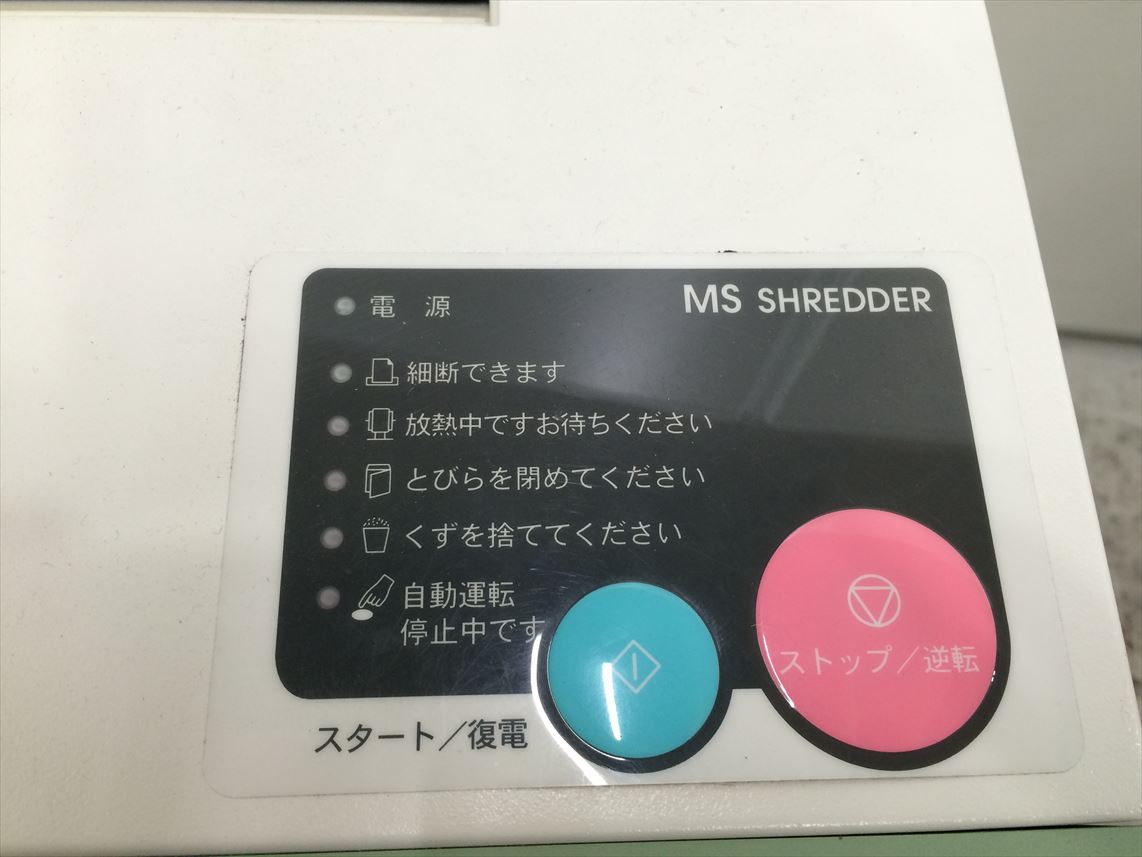 MS SHREDDER
電 源
細断できます
放熱中ですお待ちください
とびらを閉めてください
くずを捨ててください
自動運転
停止中です
ストップ／逆転
スタート／復電